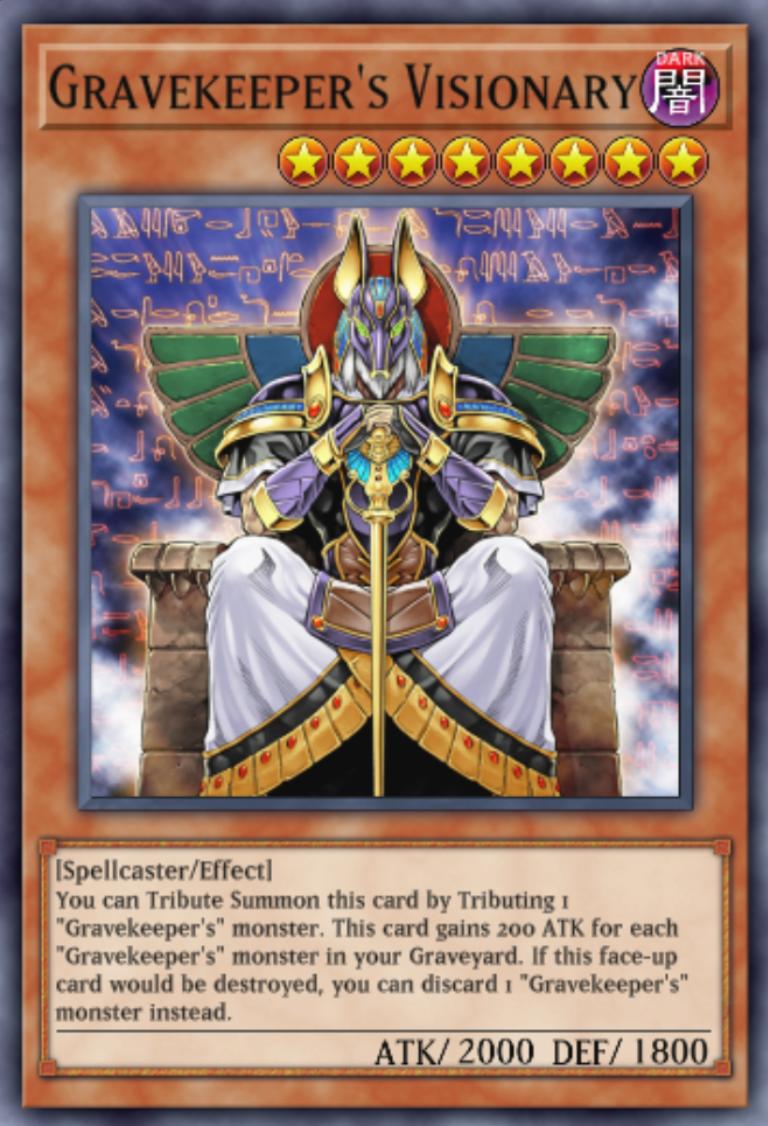 GRAVEKEEPER'S VISIONARY
DARK
闇
[Spellcaster/Effect]
You can Tribute Summon this card by Tributing 1
"Gravekeeper's" monster. This card gains 200 ATK for each
"Gravekeeper's" monster in your Graveyard. If this face-up
card would be destroyed, you can discard 1 "Gravekeeper's"
monster instead.
ATK/ 2000 DEF/ 1800